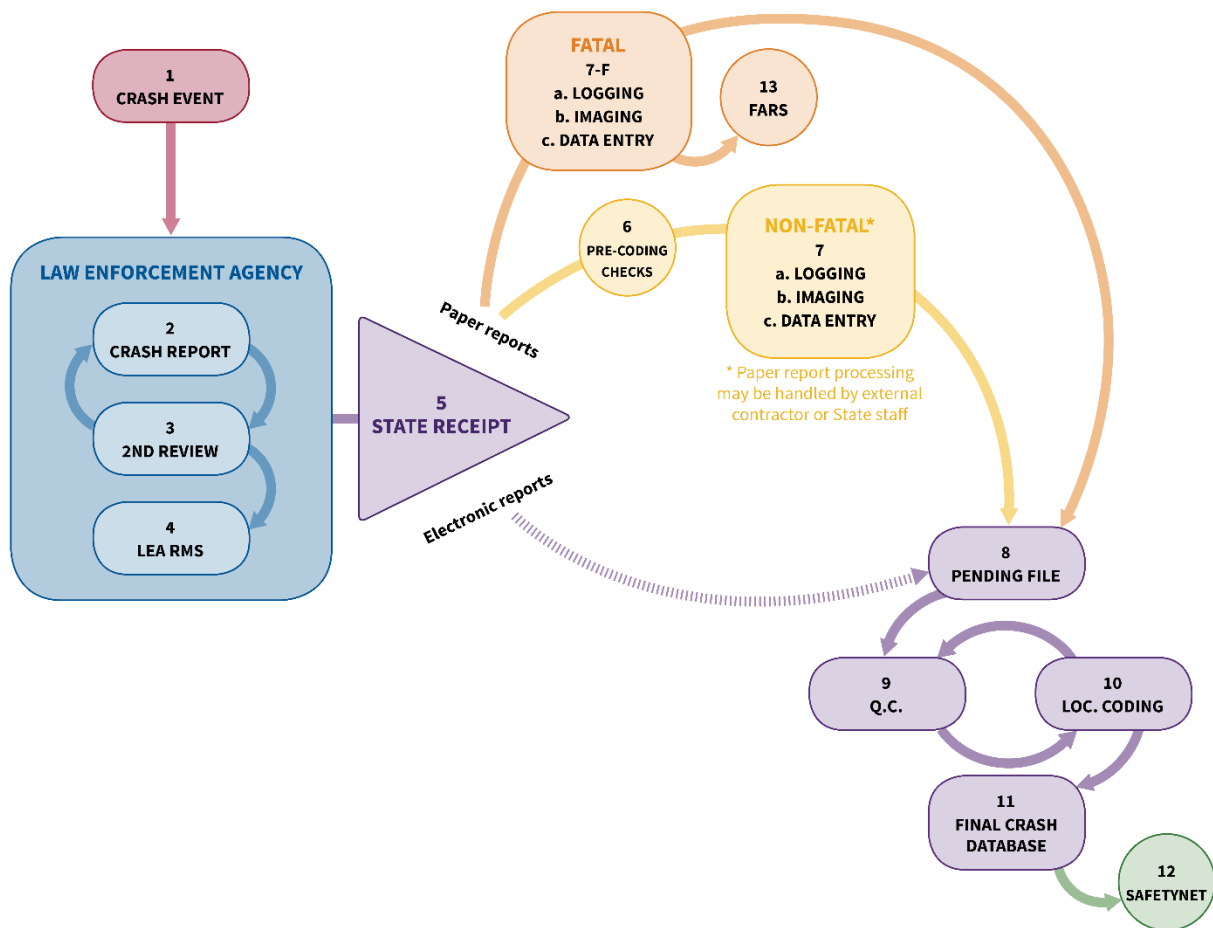 1
CRASH EVENT
LAW ENFORCEMENT AGENCY
2
CRASH REPORT
3
2ND REVIEW
4
LEA RMS
5
STATE RECEIPT
Paper reports
Electronic reports
FATAL
7-F
a. LOGGING
b. IMAGING
c. DATA ENTRY
13
FARS
6
PRE-CODING
CHECKS
NON-FATAL*
7
a. LOGGING
b. IMAGING
c. DATA ENTRY
* Paper report processing
may be handled by external
contractor or State staff
8
PENDING FILE
9
Q.C.
10
LOC. CODING
11
FINAL CRASH
DATABASE
12
SAFETYNET